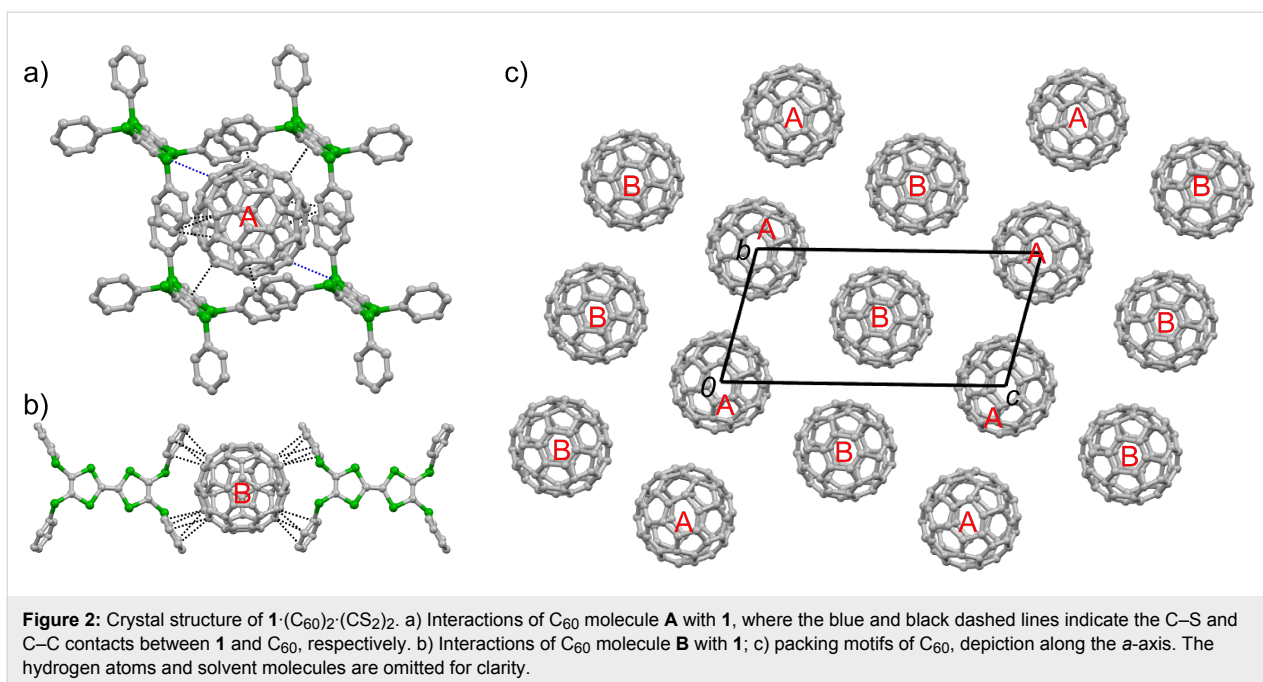 a)
c)
A
A
A
B
B
B
b
A
A
B
B
B
0
c
A
A
b)
B
B
B
B
A
A
Figure 2: Crystal structure of 1·(C60)2·(CS2)2. a) Interactions of C60 molecule A with 1, where the blue and black dashed lines indicate the C–S and
C–C contacts between 1 and C60, respectively. b) Interactions of C60 molecule B with 1; c) packing motifs of C60, depiction along the a-axis. The
hydrogen atoms and solvent molecules are omitted for clarity.